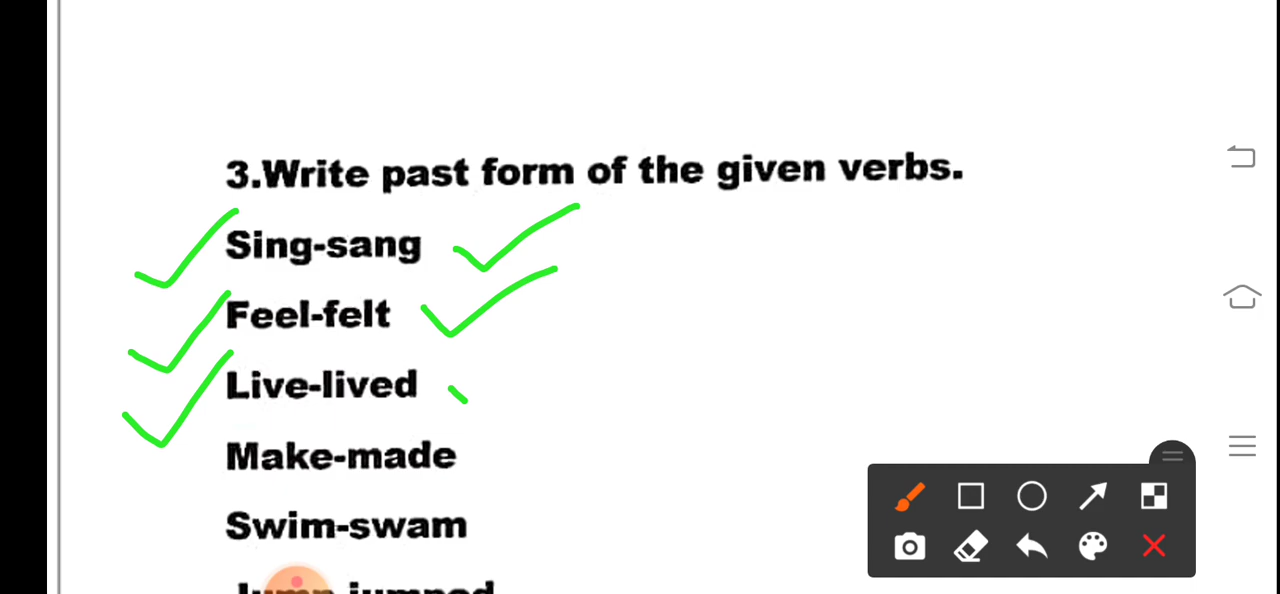 3.Write past form of the given verbs.
Sing-sang
Feel-felt
Live-lived
Make-made
Swim-swam